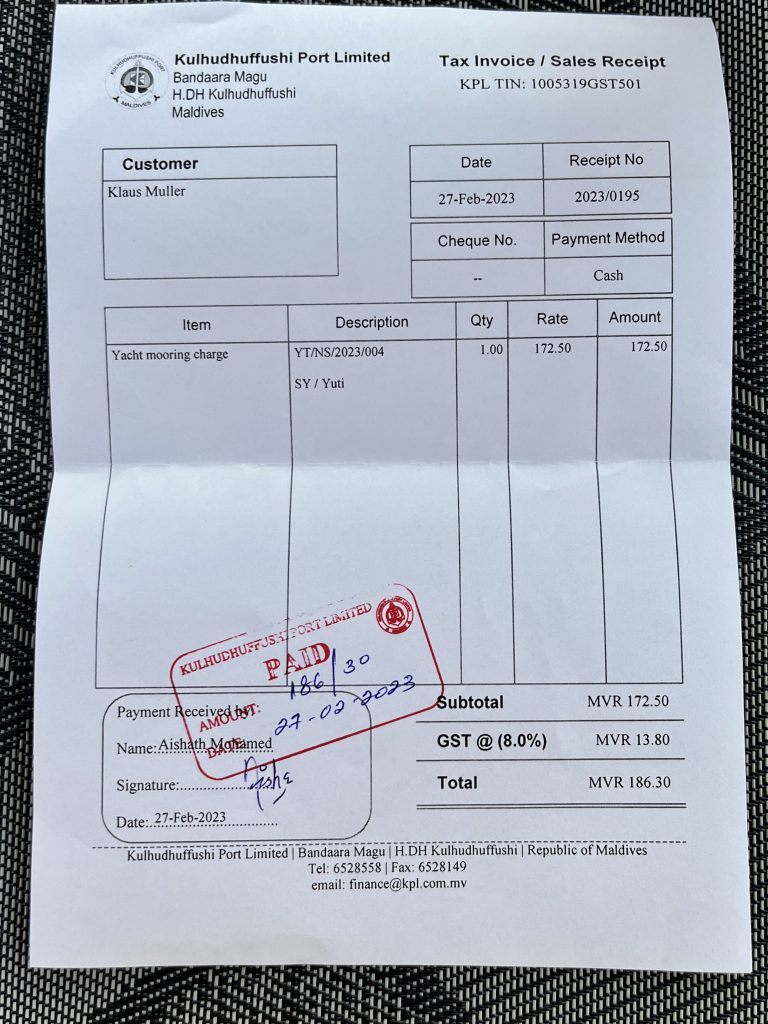 KULHUDHUFFUSHI PORT
MALDIVES
Kulhudhuffushi Port Limited
Bandaara Magu
H.DH Kulhudhuffushi
Maldives
Tax Invoice / Sales Receipt
KPL TIN: 1005319GST501
Customer
Klaus Muller
Date Receipt No
27-Feb-2023 2023/0195
Cheque No. Payment Method
-- Cash
Item Description Qty Rate Amount
Yacht mooring charge YT/NS/2023/004 1.00 172.50 172.50
SY / Yuti
KULHUDHUFFUSHI PORT LIMITED
PAID
AMOUNT: 186/30
DATE: 27-02-2023
Payment Received by
Name: Aishath Mohamed
Signature:
Date: 27-Feb-2023
Subtotal MVR 172.50
GST @ (8.0%) MVR 13.80
Total MVR 186.30
Kulhudhuffushi Port Limited | Bandaara Magu | H.DH Kulhudhuffushi | Republic of Maldives
Tel: 6528558 | Fax: 6528149
email: finance@kpl.com.mv